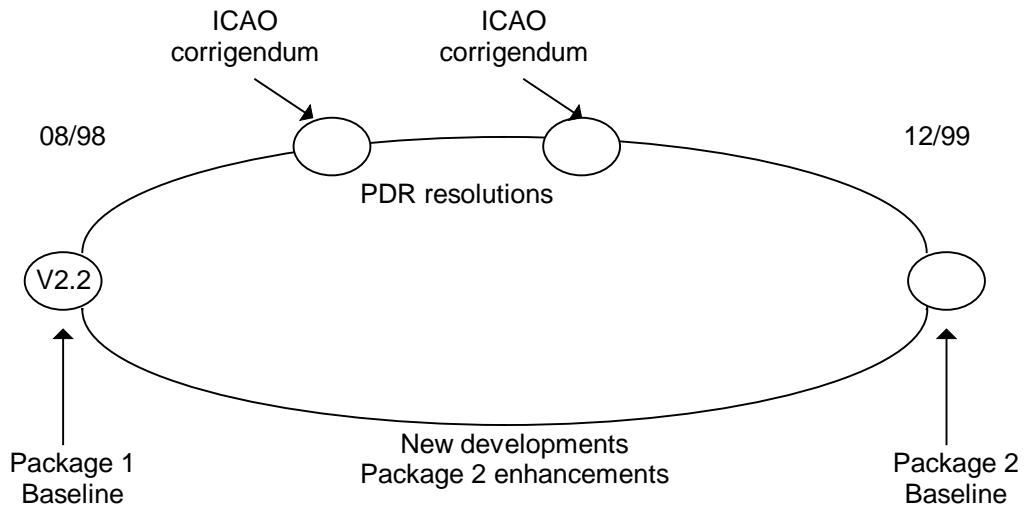 ICAO
corrigendum
ICAO
corrigendum
08/98
12/99
PDR resolutions
V2.2
New developments
Package 2 enhancements
Package 1
Baseline
Package 2
Baseline